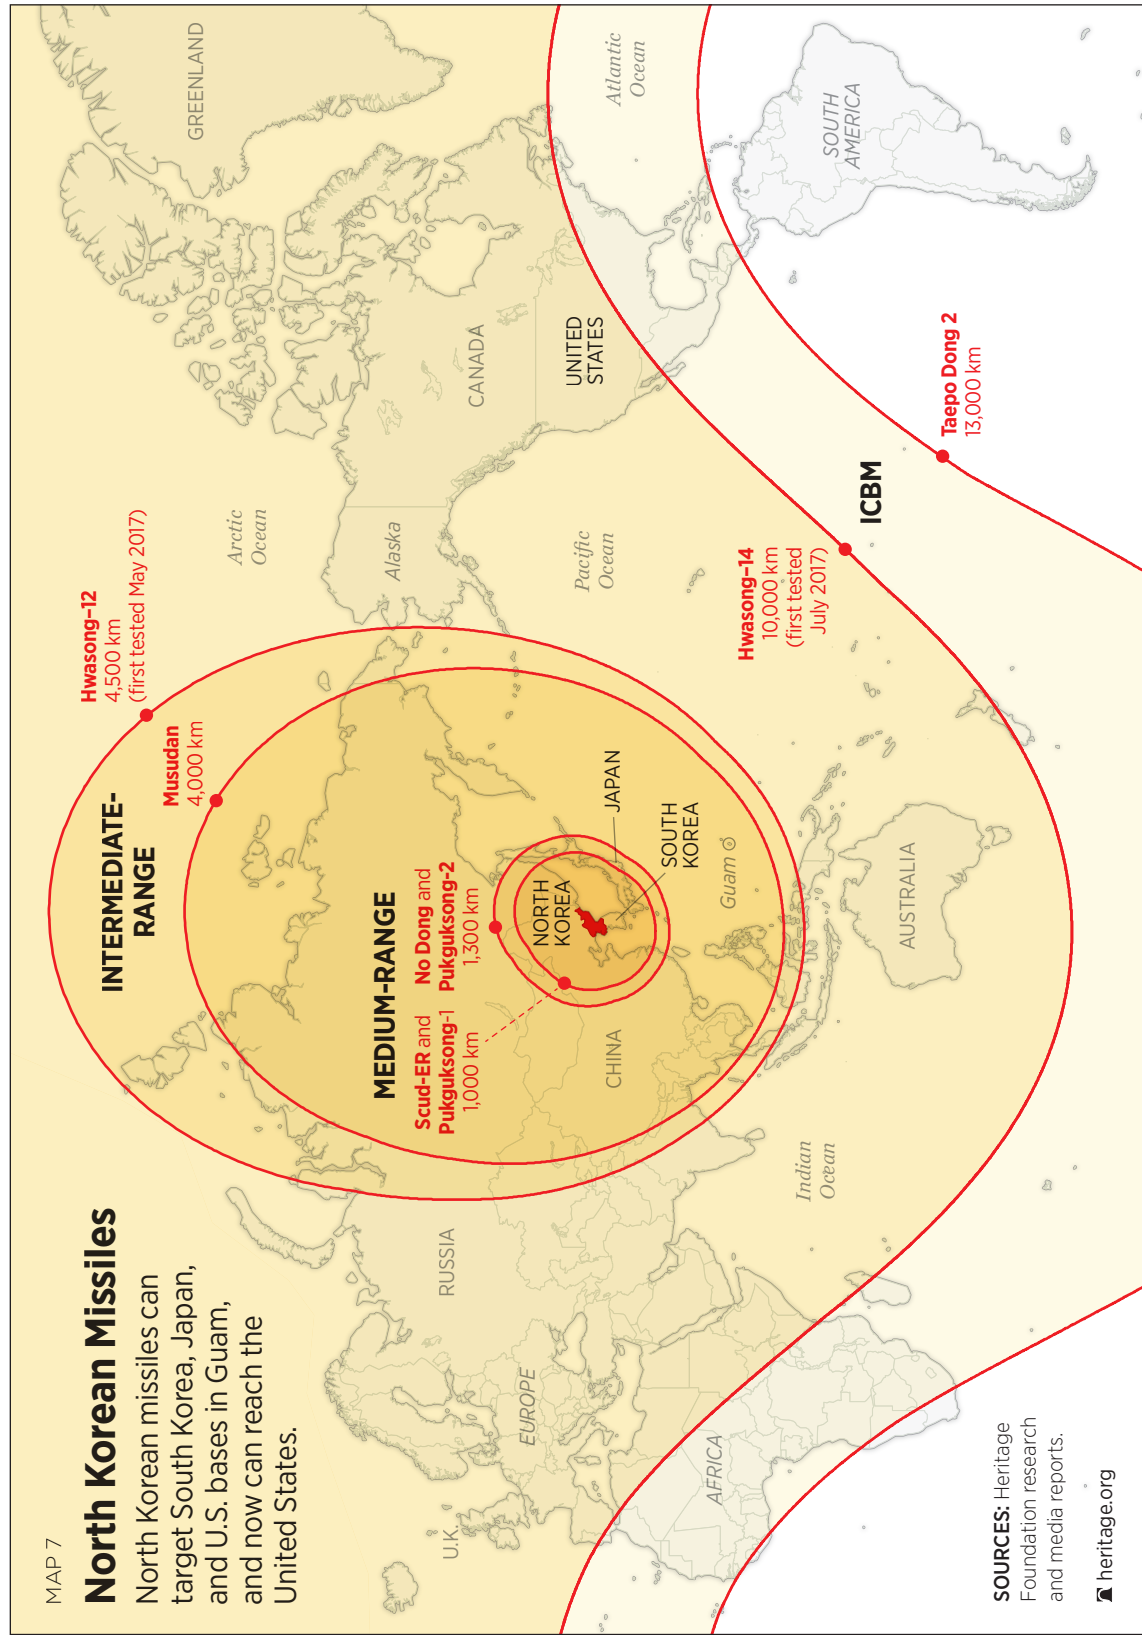 MAP 7
North Korean Missiles
North Korean missiles can
target South Korea, Japan,
and U.S. bases in Guam,
and now can reach the
United States.
INTERMEDIATE-
RANGE
Hwasong–12
4,500 km
(first tested May 2017)
Musudan
4,000 km
MEDIUM-RANGE
Scud-ER and
Pukguksong-1
1,000 km
No Dong and
Pukguksong-2
1,300 km
NORTH
KOREA
SOUTH
KOREA
JAPAN
CHINA
Guam
RUSSIA
EUROPE
U.K.
AFRICA
Indian
Ocean
AUSTRALIA
Arctic
Ocean
Alaska
Pacific
Ocean
CANADA
UNITED
STATES
GREENLAND
Atlantic
Ocean
SOUTH
AMERICA
Hwasong–14
10,000 km
(first tested
July 2017)
ICBM
Taepo Dong 2
13,000 km
SOURCES: Heritage
Foundation research
and media reports.
heritage.org